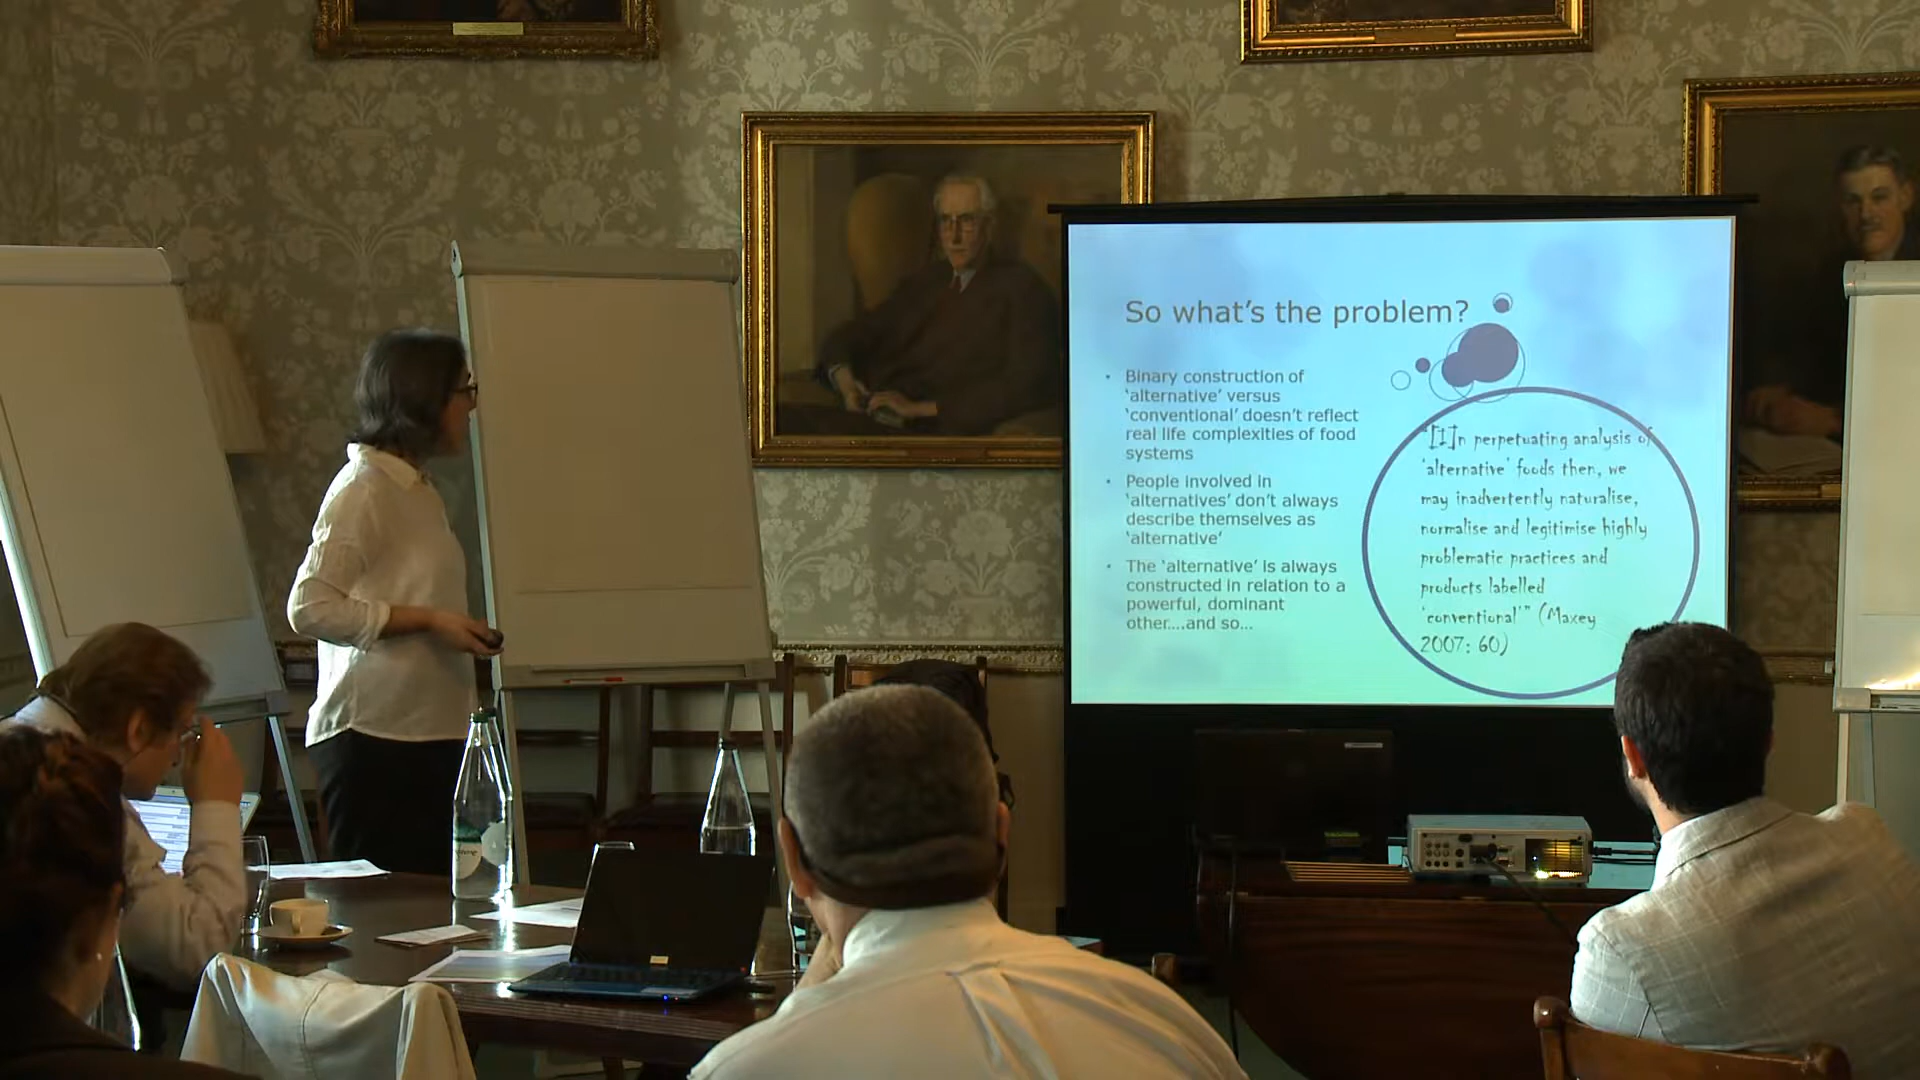 So what's the problem?
• Binary construction of
'alternative' versus
'conventional' doesn't reflect
real life complexities of food
systems
• People involved in
'alternatives' don't always
describe themselves as
'alternative'
• The 'alternative' is always
constructed in relation to a
powerful, dominant
other....and so...
"[I]n perpetuating analysis of
'alternative' foods then, we
may inadvertently naturalise,
normalise and legitimise highly
problematic practices and
products labelled
'conventional'" (Maxey
2007: 60)